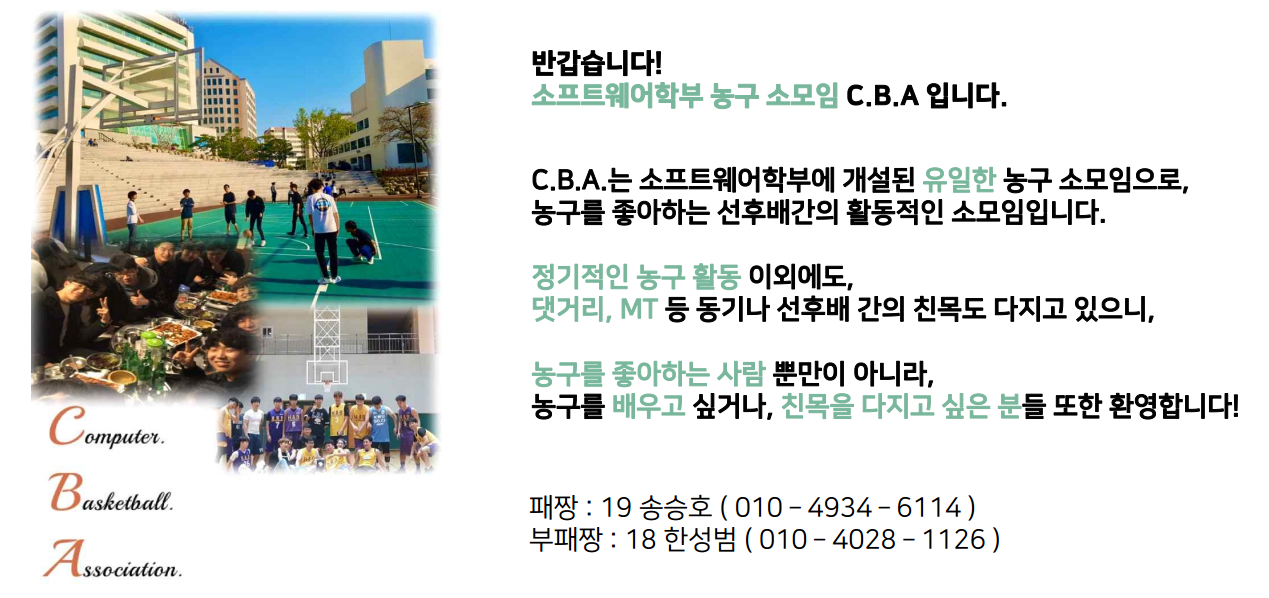 반갑습니다!
소프트웨어학부 농구 소모임 C.B.A 입니다.
C.B.A.는 소프트웨어학부에 개설된 유일한 농구 소모임으로,
농구를 좋아하는 선후배간의 활동적인 소모임입니다.
정기적인 농구 활동 이외에도,
댓거리, MT 등 동기나 선후배 간의 친목도 다지고 있으니,
농구를 좋아하는 사람 뿐만이 아니라,
농구를 배우고 싶거나, 친목을 다지고 싶은 분들 또한 환영합니다!
패짱 : 19 송승호 ( 010 – 4934 – 6114 )
부패짱 : 18 한성범 ( 010 – 4028 – 1126 )
Computer.
Basketball.
Association.